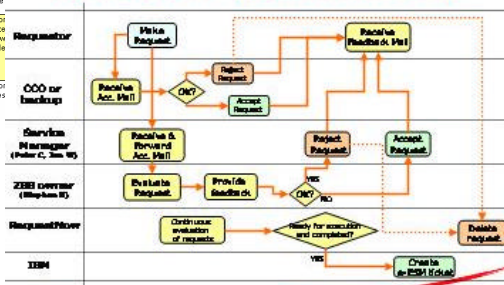 Requestor
Make
Request
Receive
Feedback Mail
CCO or
backup
Receive
Acc. Mail
OK?
Reject
Request
Accept
Request
Service
Manager
Receive &
Forward
Acc. Mail
Reject
Request
Accept
Request
ZBB owner
Evaluate
Request
Provide
feedback
OK?
YES
NO
RequestNow
Continuous
evaluation
of requests
Ready for execution
and completed?
Delete
request
IBM
YES
Create
e-ESM ticket